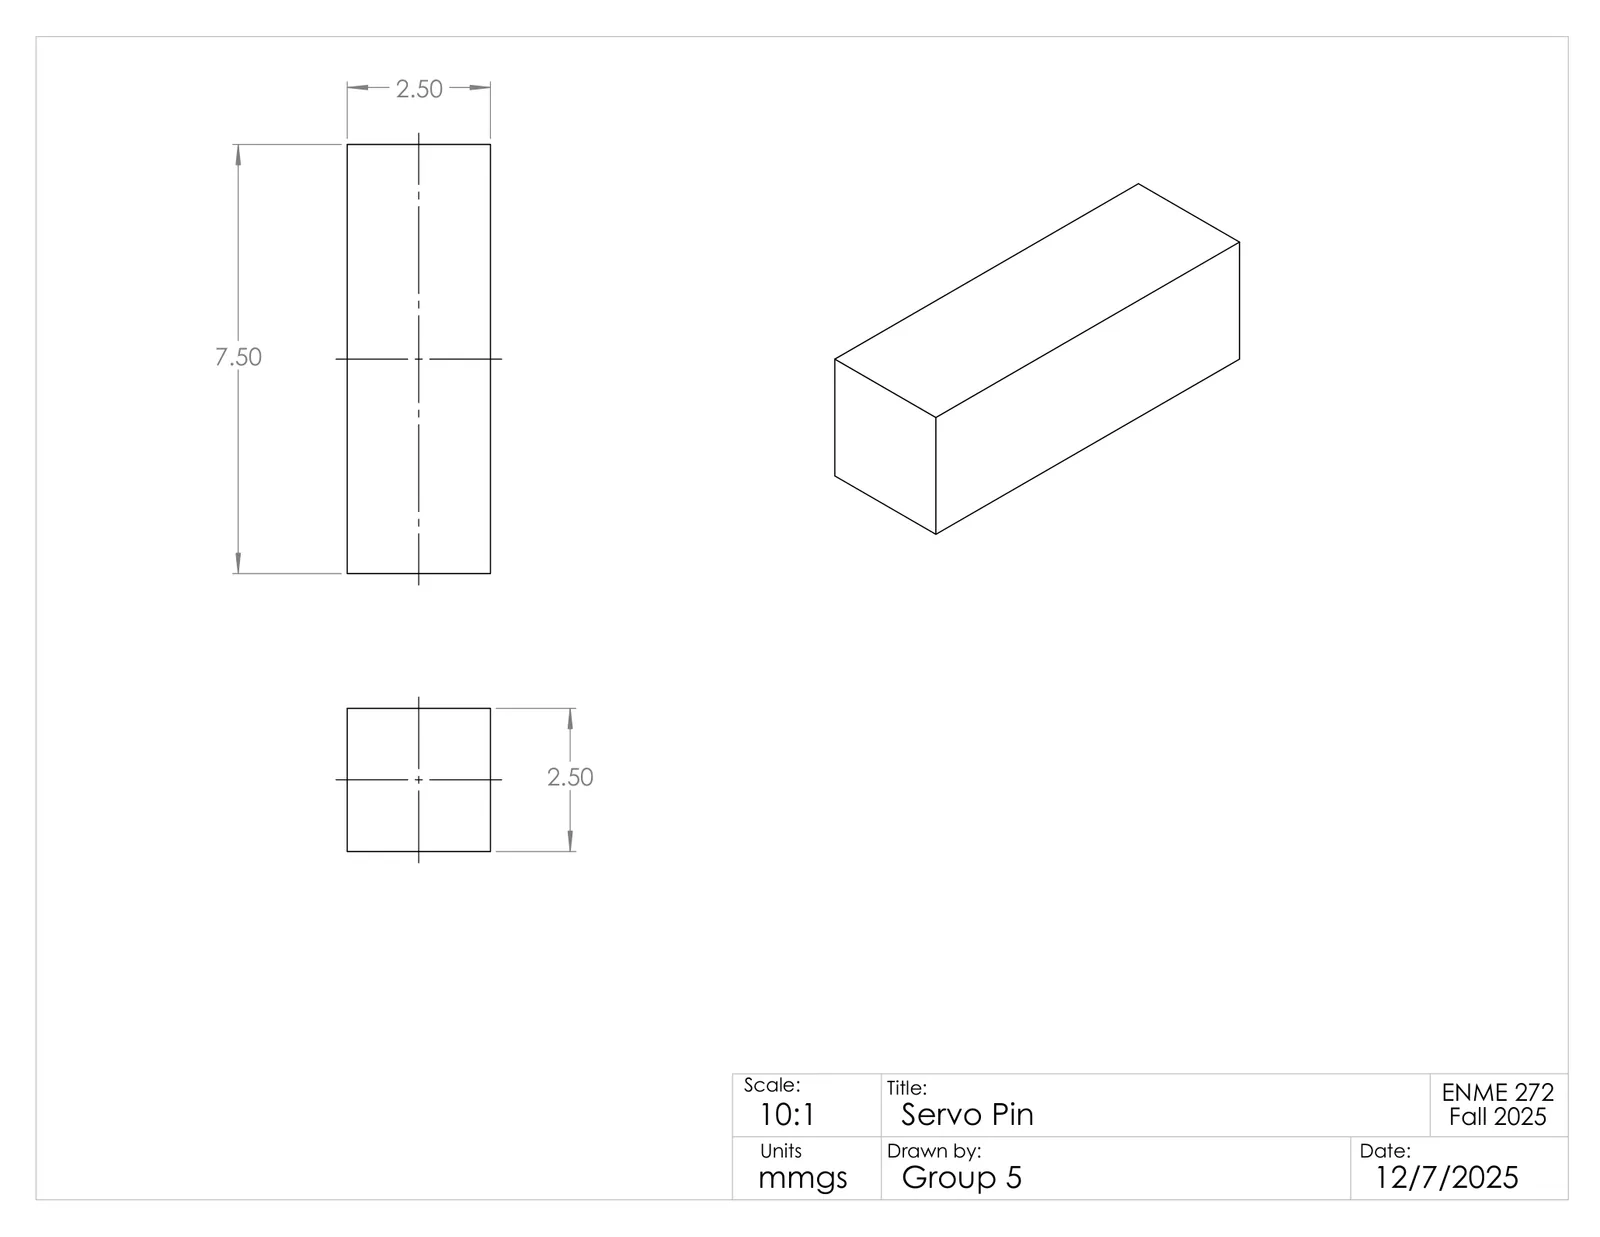 2.50
7.50
2.50
Scale:
10:1
Title:
Servo Pin
ENME 272
Fall 2025
Units
mmgs
Drawn by:
Group 5
Date:
12/7/2025